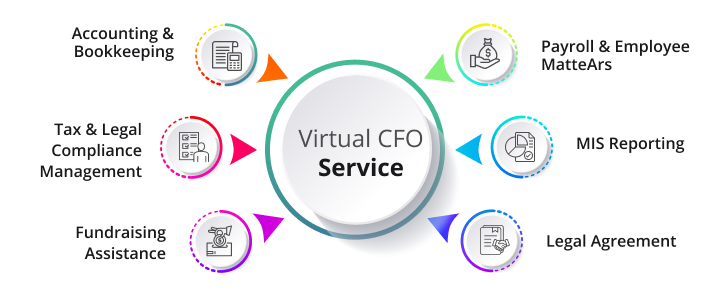 Accounting &
Bookkeeping
Tax & Legal
Compliance
Management
Fundraising
Assistance
Virtual CFO
Service
Payroll & Employee
MatteArs
MIS Reporting
Legal Agreement